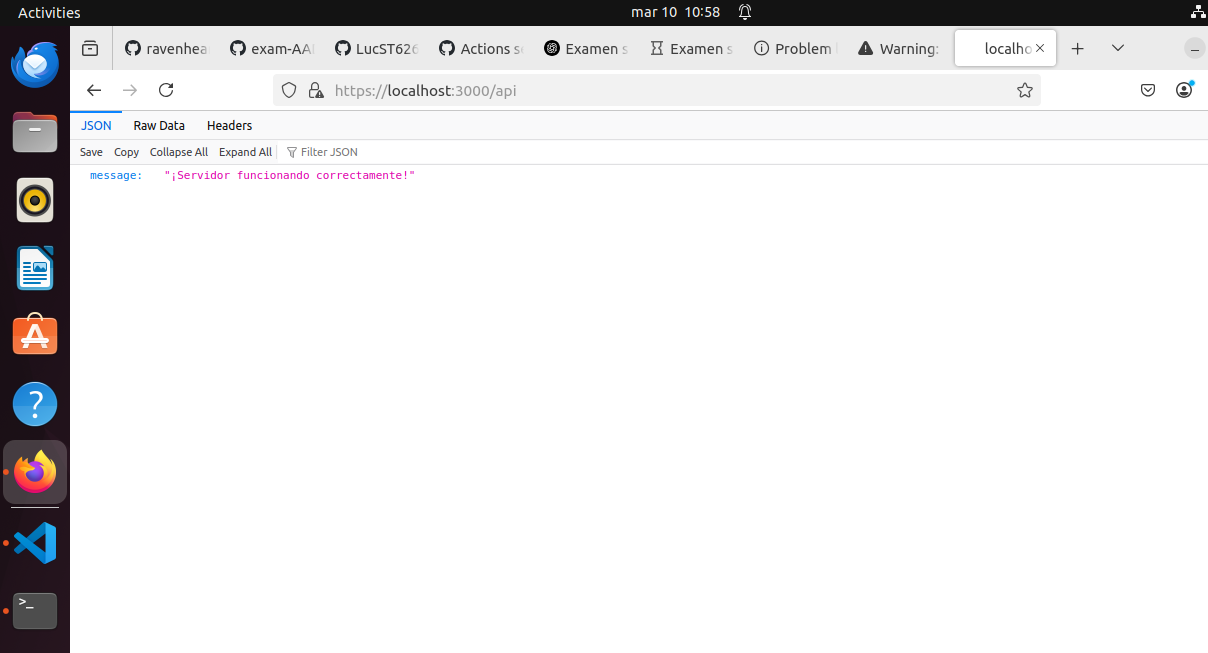 Activities
mar 10 10:58
ravenhea
exam-AA
LucST626
Actions s
Examen s
Examen s
Problem
Warning:
localho
https://localhost:3000/api
JSON Raw Data Headers
Save Copy Collapse All Expand All Filter JSON
message: "¡Servidor funcionando correctamente!"